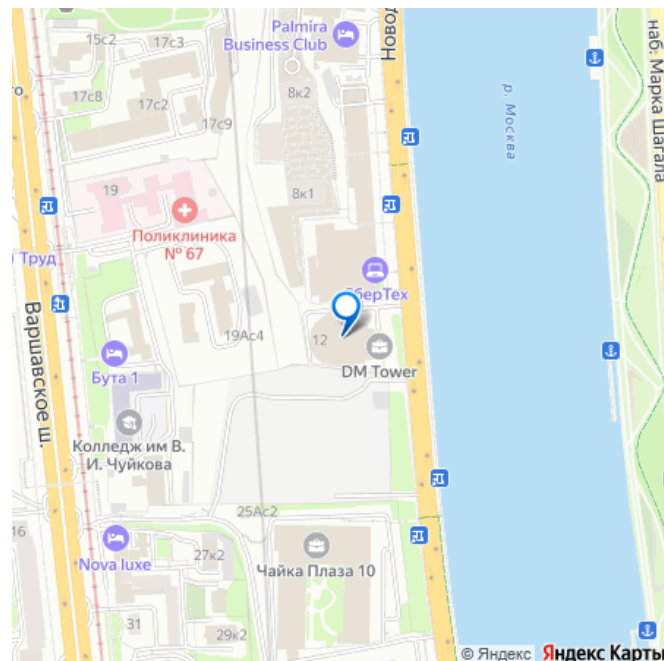 Palmira
Business Club
Новод
наб. Марка Шагала
15с2
17с3
17с8
17с2
17с9
8к2
р. Москва
19
8к1
Поликлиника
№ 67
Труд
СберТех
Варшавское ш.
19Ас4
12
DM Tower
Бута 1
Колледж им В.
И. Чуйкова
25Ас2
16
Nova luxe
27к2
Чайка Плаза 10
31
29к2
© Яндекс Яндекс Карты